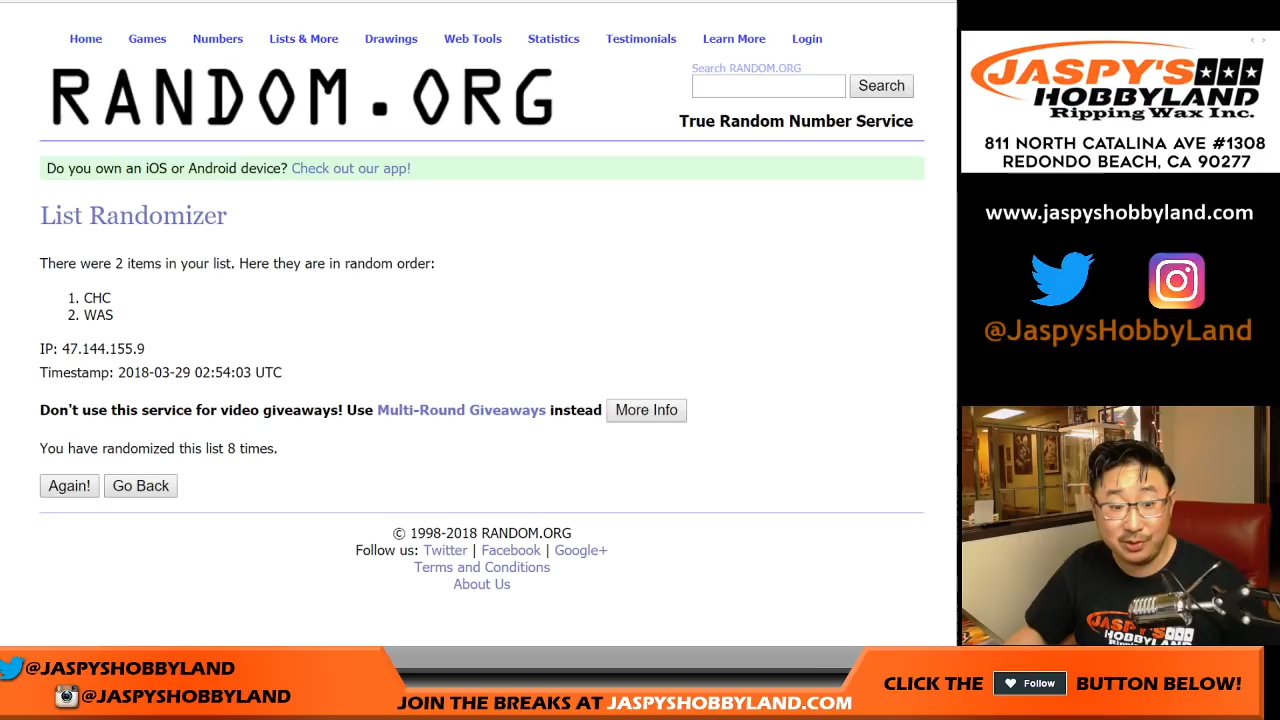 Home Games Numbers Lists & More Drawings Web Tools Statistics Testimonials Learn More Login
RANDOM.ORG
Search RANDOM.ORG
Search
True Random Number Service
Do you own an iOS or Android device? Check out our app!
List Randomizer
There were 2 items in your list. Here they are in random order:
1. CHC
2. WAS
IP: 47.144.155.9
Timestamp: 2018-03-29 02:54:03 UTC
Don't use this service for video giveaways! Use Multi-Round Giveaways instead More Info
You have randomized this list 8 times.
Again! Go Back
© 1998-2018 RANDOM.ORG
Follow us: Twitter | Facebook | Google+
Terms and Conditions
About Us
JASPY'S
HOBBYLAND
Ripping Wax Inc.
811 NORTH CATALINA AVE #1308
REDONDO BEACH, CA 90277
www.jaspyshobbyland.com
@JaspysHobbyLand
JASPY'S
HOBBYLAND
@JASPYSHOBBYLAND
@JASPYSHOBBYLAND
JOIN THE BREAKS AT JASPYSHOBBYLAND.COM
CLICK THE Follow BUTTON BELOW!